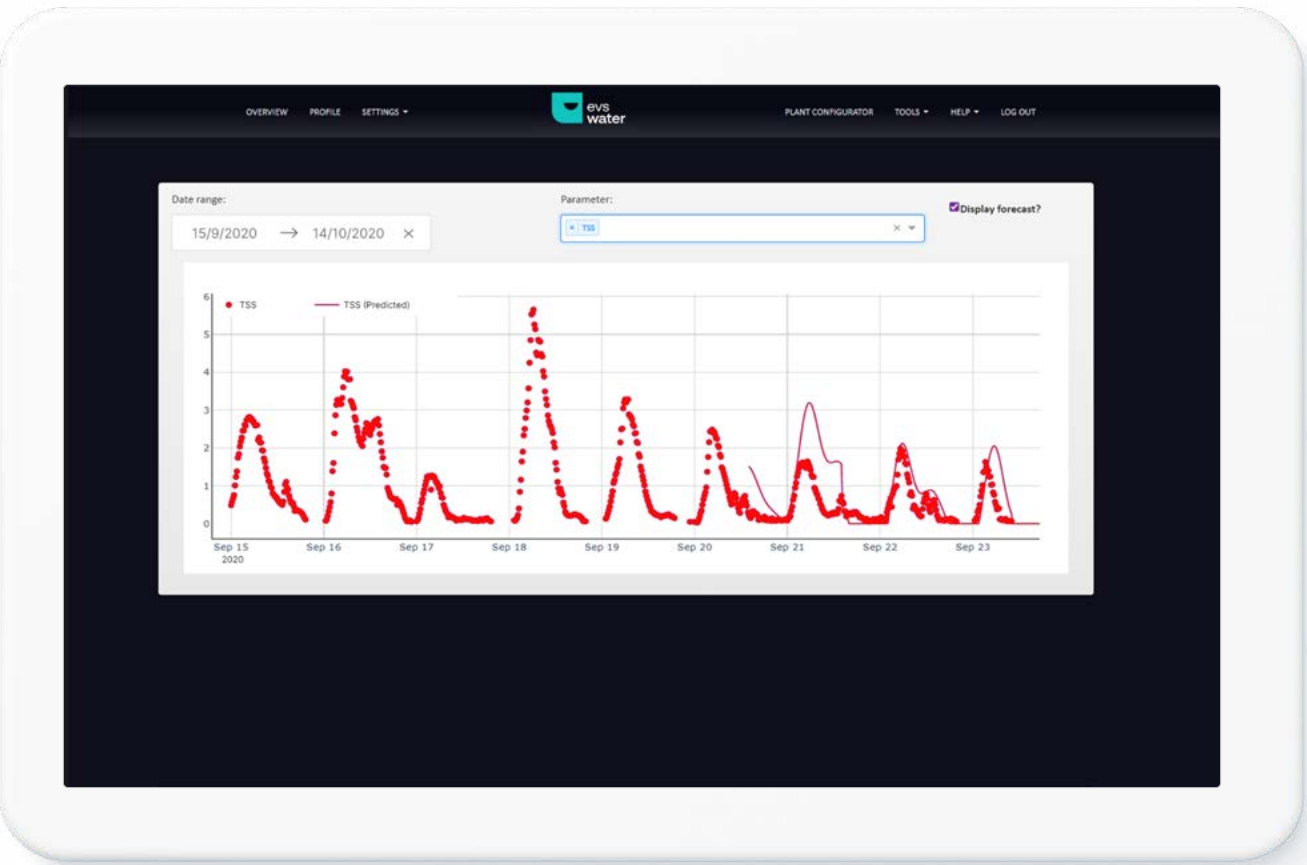 OVERVIEW PROFILE SETTINGS
evs
water
PLANT CONFIGURATOR TOOLS HELP LOG OUT
Date range: Parameter: Display forecast?
15/9/2020 → 14/10/2020 ×
× TSS ×
TSS TSS (Predicted)
6
5
4
3
2
1
0
Sep 15 Sep 16 Sep 17 Sep 18 Sep 19 Sep 20 Sep 21 Sep 22 Sep 23
2020